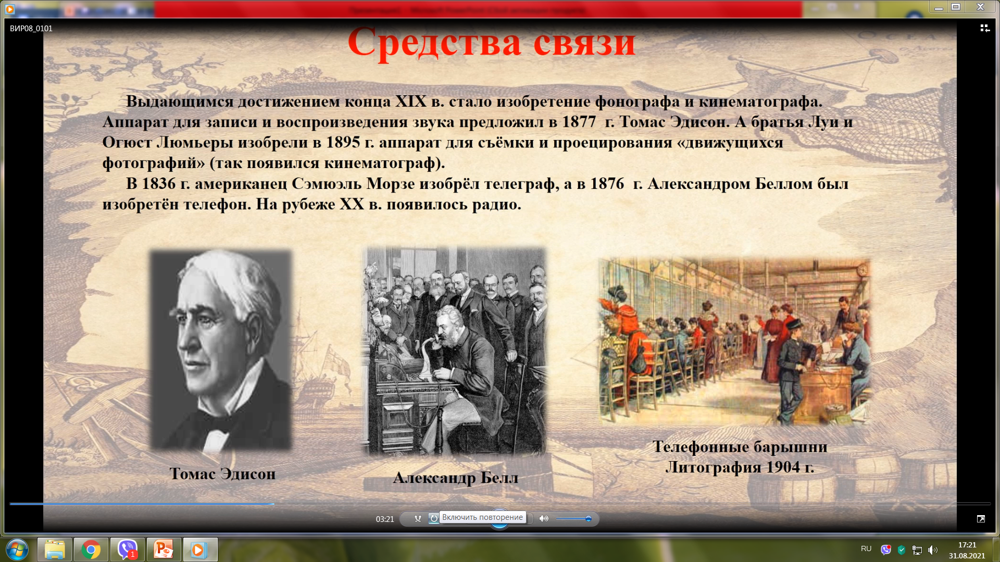 ВИР08_0101
Средства связи
Выдающимся достижением конца XIX в. стало изобретение фонографа и кинематографа.
Аппарат для записи и воспроизведения звука предложил в 1877 г. Томас Эдисон. А братья Луи и
Огюст Люмьеры изобрели в 1895 г. аппарат для съёмки и проецирования «движущихся
фотографий» (так появился кинематограф).
В 1836 г. американец Сэмюэль Морзе изобрёл телеграф, а в 1876 г. Александром Беллом был
изобретён телефон. На рубеже XX в. появилось радио.
Томас Эдисон
Александр Белл
Телефонные барышни
Литография 1904 г.
03:21
Включить повторение
1
RU
17:21
31.08.2021